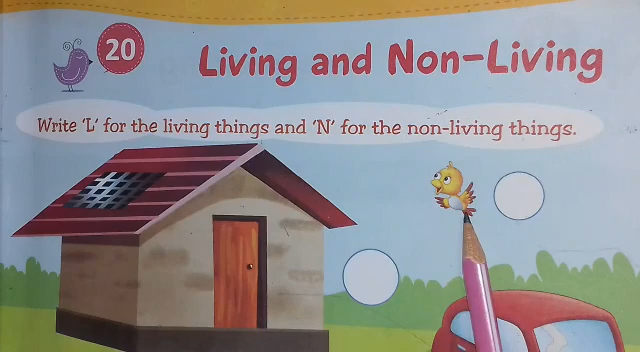 20
Living and Non-Living
Write 'L' for the living things and 'N' for the non-living things.